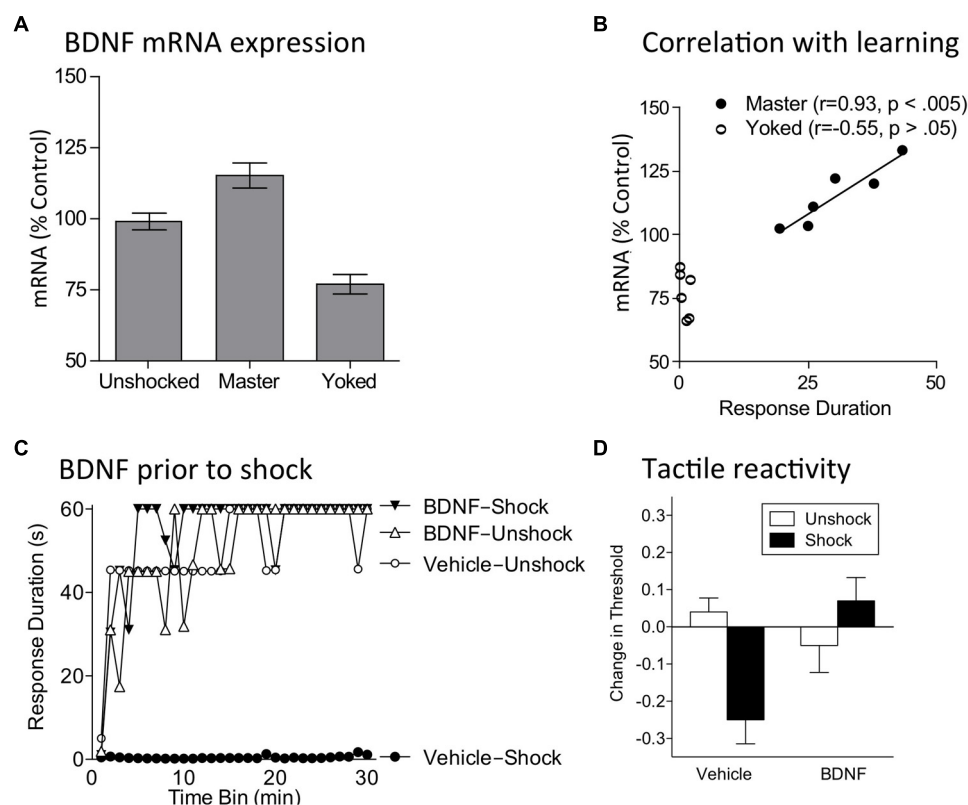 A
BDNF mRNA expression
150
125
100
75
50
mRNA (% Control)
Unshocked Master Yoked
B
Correlation with learning
Master (r=0.93, p < .005)
Yoked (r=-0.55, p > .05)
150
125
100
75
50
mRNA (% Control)
0 25 50
Response Duration
C
BDNF prior to shock
60
40
20
0
Response Duration (s)
0 10 20 30
Time Bin (min)
BDNF–Shock
BDNF–Unshock
Vehicle–Unshock
Vehicle–Shock
D
Tactile reactivity
Unshock
Shock
0.3
0.2
0.1
0.0
-0.1
-0.2
-0.3
Change in Threshold
Vehicle BDNF